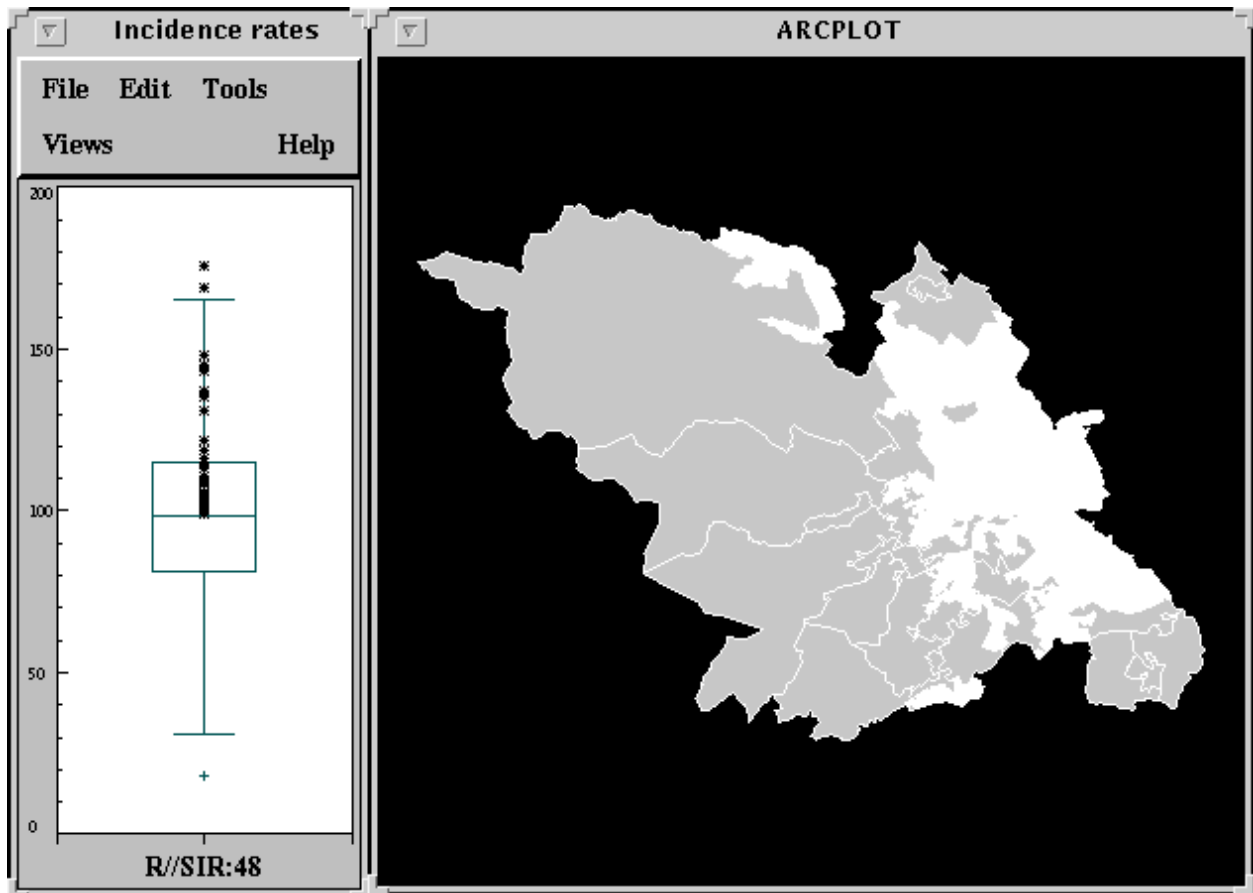 Incidence rates
ARCPLOT
File Edit Tools
Views Help
200
150
100
50
0
R//SIR:48